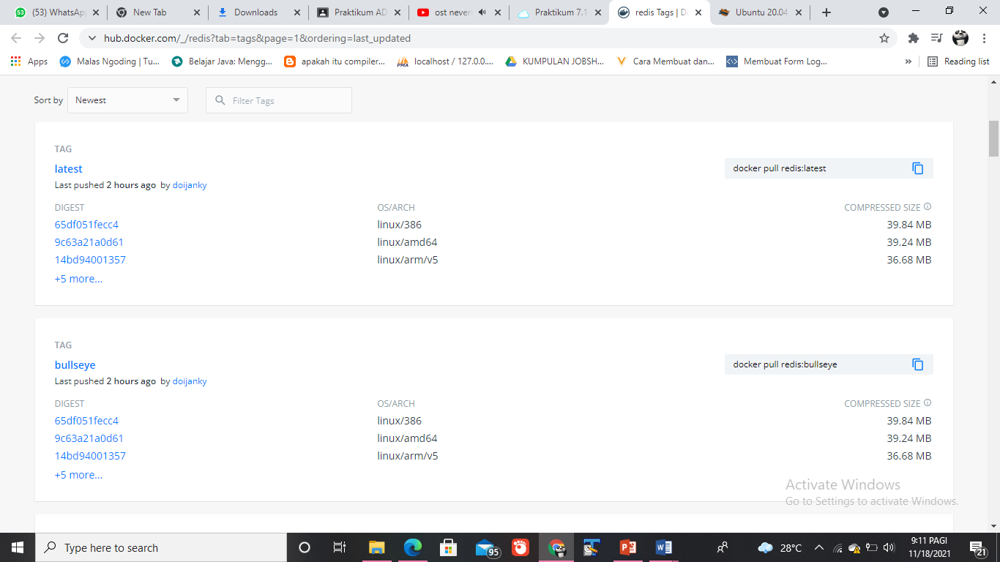 (53) WhatsApp
New Tab
Downloads
Praktikum AD
ost never
Praktikum 7.1
redis Tags | Do
Ubuntu 20.04
hub.docker.com/_/redis?tab=tags&page=1&ordering=last_updated
Apps
Malas Ngoding | Tu...
Belajar Java: Mengg...
apakah itu compiler...
localhost / 127.0.0....
KUMPULAN JOBSH...
Cara Membuat dan...
Membuat Form Log...
»
Reading list
Sort by
Newest
Filter Tags
TAG
latest
docker pull redis:latest
Last pushed 2 hours ago by doijanky
DIGEST OS/ARCH COMPRESSED SIZE
65df051fecc4 linux/386 39.84 MB
9c63a21a0d61 linux/amd64 39.24 MB
14bd94001357 linux/arm/v5 36.68 MB
+5 more...
TAG
bullseye
docker pull redis:bullseye
Last pushed 2 hours ago by doijanky
DIGEST OS/ARCH COMPRESSED SIZE
65df051fecc4 linux/386 39.84 MB
9c63a21a0d61 linux/amd64 39.24 MB
14bd94001357 linux/arm/v5 36.68 MB
+5 more...
Activate Windows
Go to Settings to activate Windows.
Type here to search
95
28°C
9:11 PAGI
11/18/2021
21